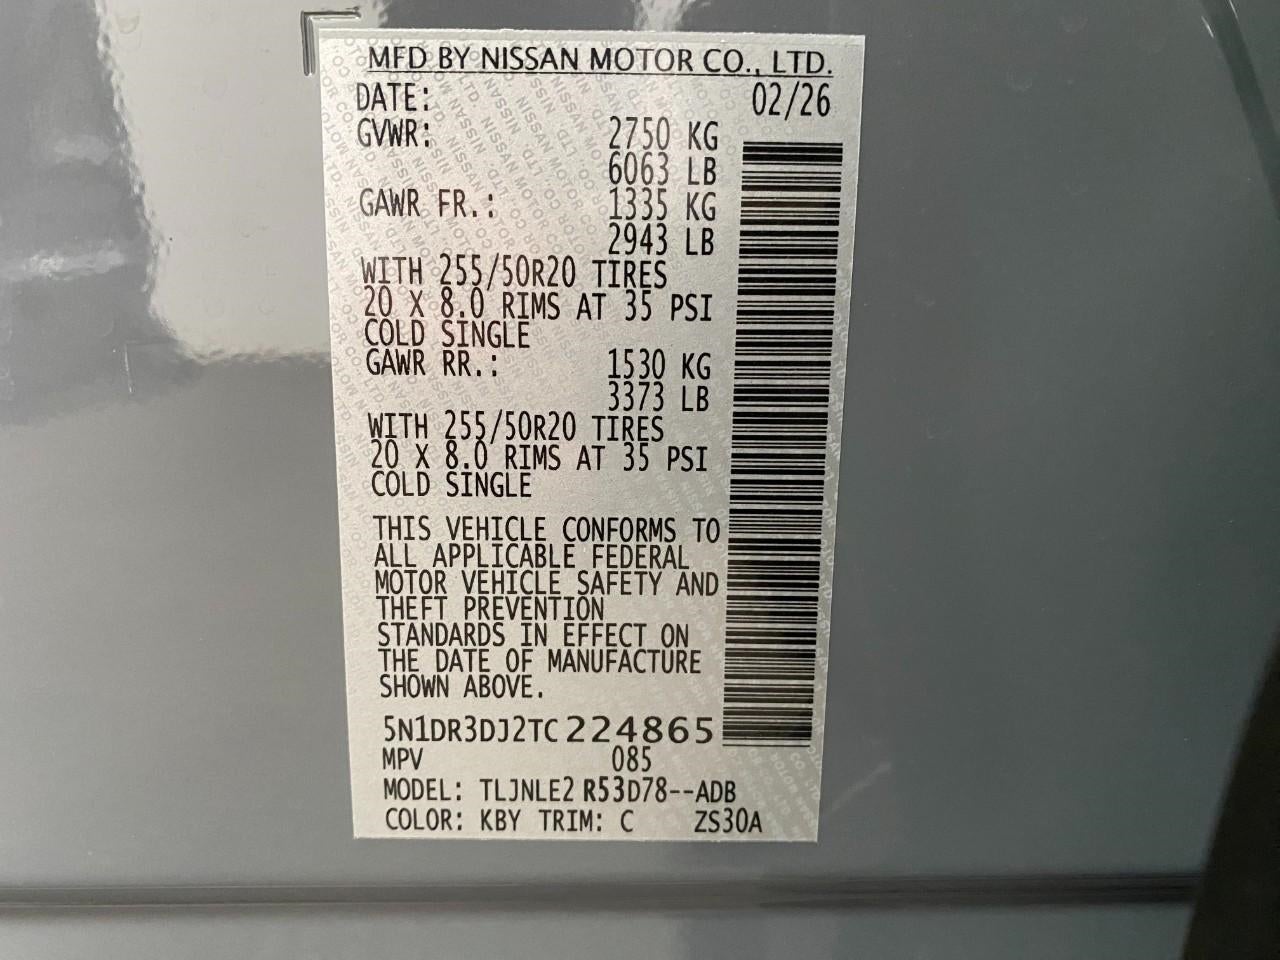 MFD BY NISSAN MOTOR CO., LTD.
DATE: 02/26
GVWR: 2750 KG
6063 LB
GAWR FR.: 1335 KG
2943 LB
WITH 255/50R20 TIRES
20 X 8.0 RIMS AT 35 PSI
COLD SINGLE
GAWR RR.: 1530 KG
3373 LB
WITH 255/50R20 TIRES
20 X 8.0 RIMS AT 35 PSI
COLD SINGLE
THIS VEHICLE CONFORMS TO
ALL APPLICABLE FEDERAL
MOTOR VEHICLE SAFETY AND
THEFT PREVENTION
STANDARDS IN EFFECT ON
THE DATE OF MANUFACTURE
SHOWN ABOVE.
5N1DR3DJ2TC224865
MPV 085
MODEL: TLJNLE2 R53D78--ADB
COLOR: KBY TRIM: C ZS30A